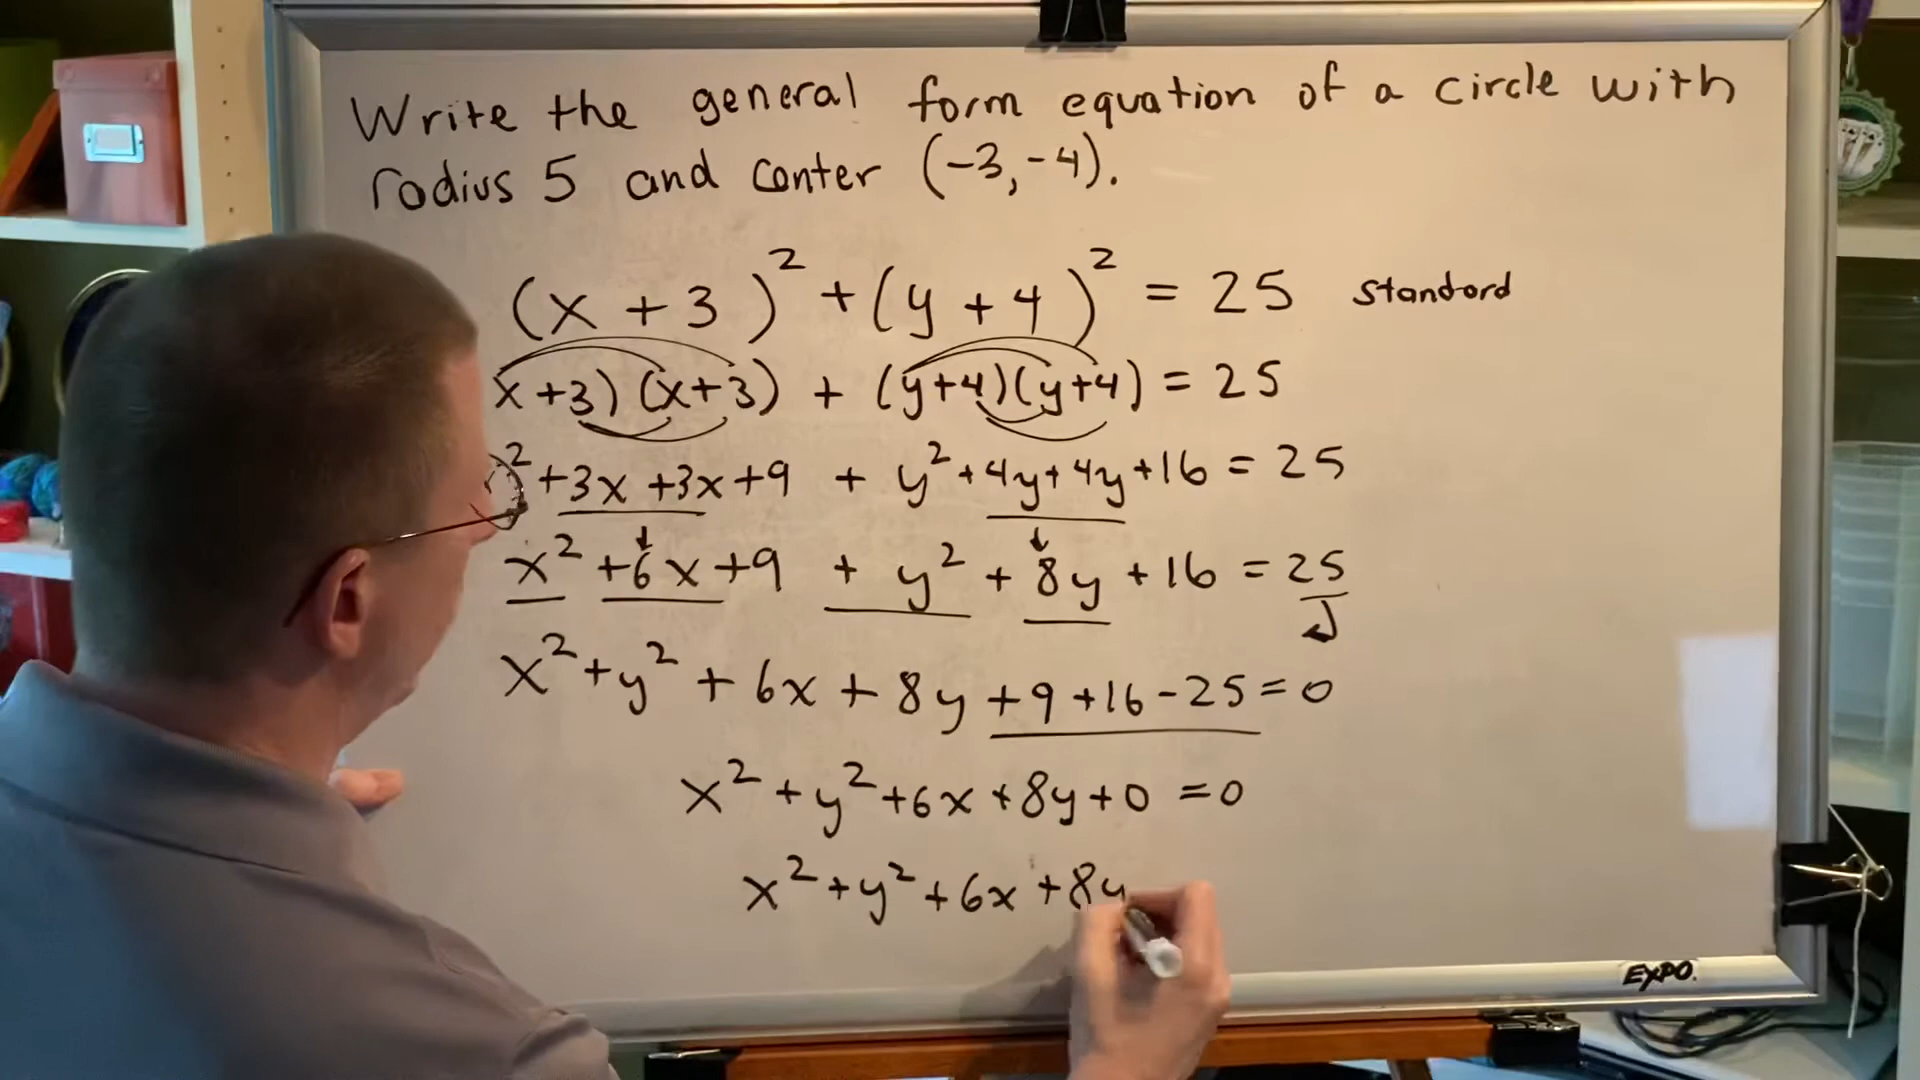 Write the general form equation of a circle with
radius 5 and center (-3,-4).
(x + 3)² + (y + 4)² = 25 standard
x+3)(x+3) + (y+4)(y+4) = 25
² +3x +3x+9 + y² +4y+4y+16 = 25
x² +6x+9 + y² + 8y + 16 = 25
x² + y² + 6x + 8y +9 +16 -25 = 0
x² + y² +6x +8y+0 = 0
x² + y² + 6x +8y
EXPO.